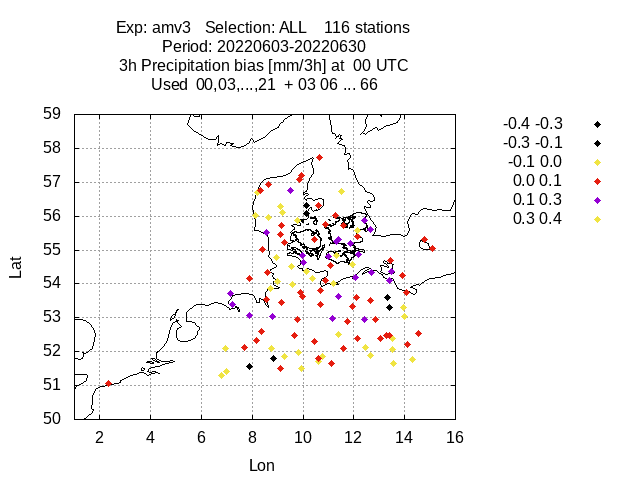 Exp: amv3   Selection: ALL    116 stations
Period: 20220603-20220630
3h Precipitation bias [mm/3h] at  00 UTC
Used  00,03,...,21  + 03 06 ... 66
59
58
57
56
55
54
53
52
51
50
Lat
2 4 6 8 10 12 14 16
Lon
-0.4 -0.3
-0.3 -0.1
-0.1 0.0
0.0 0.1
0.1 0.3
0.3 0.4